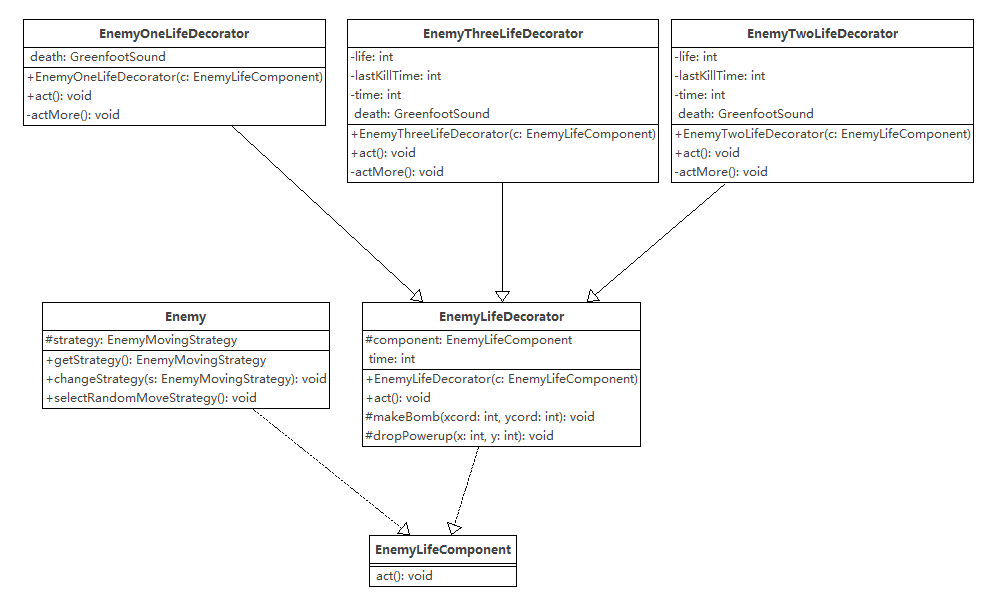 EnemyOneLifeDecorator
death: GreenfootSound
+EnemyOneLifeDecorator(c: EnemyLifeComponent)
+act(): void
-actMore(): void
EnemyThreeLifeDecorator
-life: int
-lastKillTime: int
-time: int
death: GreenfootSound
+EnemyThreeLifeDecorator(c: EnemyLifeComponent)
+act(): void
-actMore(): void
EnemyTwoLifeDecorator
-life: int
-lastKillTime: int
-time: int
death: GreenfootSound
+EnemyTwoLifeDecorator(c: EnemyLifeComponent)
+act(): void
-actMore(): void
Enemy
#strategy: EnemyMovingStrategy
+getStrategy(): EnemyMovingStrategy
+changeStrategy(s: EnemyMovingStrategy): void
+selectRandomMoveStrategy(): void
EnemyLifeDecorator
#component: EnemyLifeComponent
time: int
+EnemyLifeDecorator(c: EnemyLifeComponent)
+act(): void
#makeBomb(xcord: int, ycord: int): void
#dropPowerup(x: int, y: int): void
EnemyLifeComponent
act(): void